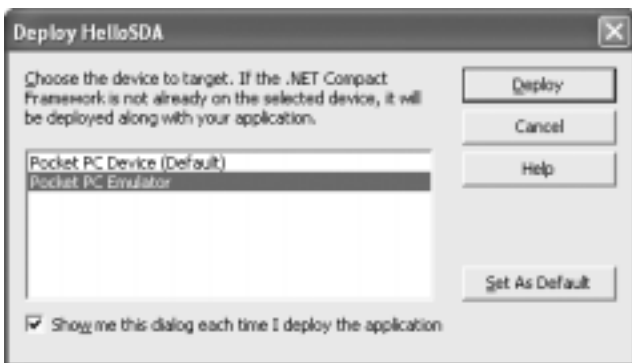 Deploy HelloSDA
Choose the device to target. If the .NET Compact
Framework is not already on the selected device, it will
be deployed along with your application.
Pocket PC Device (Default)
Pocket PC Emulator
Show me this dialog each time I deploy the application
Deploy
Cancel
Help
Set As Default